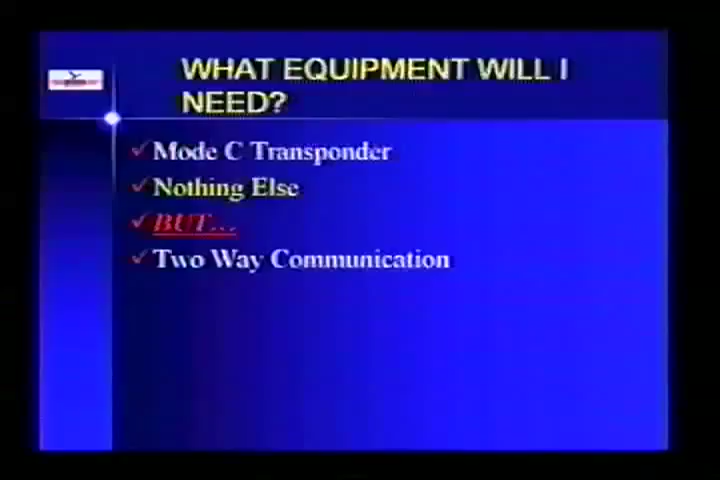 WHAT EQUIPMENT WILL I
NEED?
Mode C Transponder
Nothing Else
BUT...
Two Way Communication